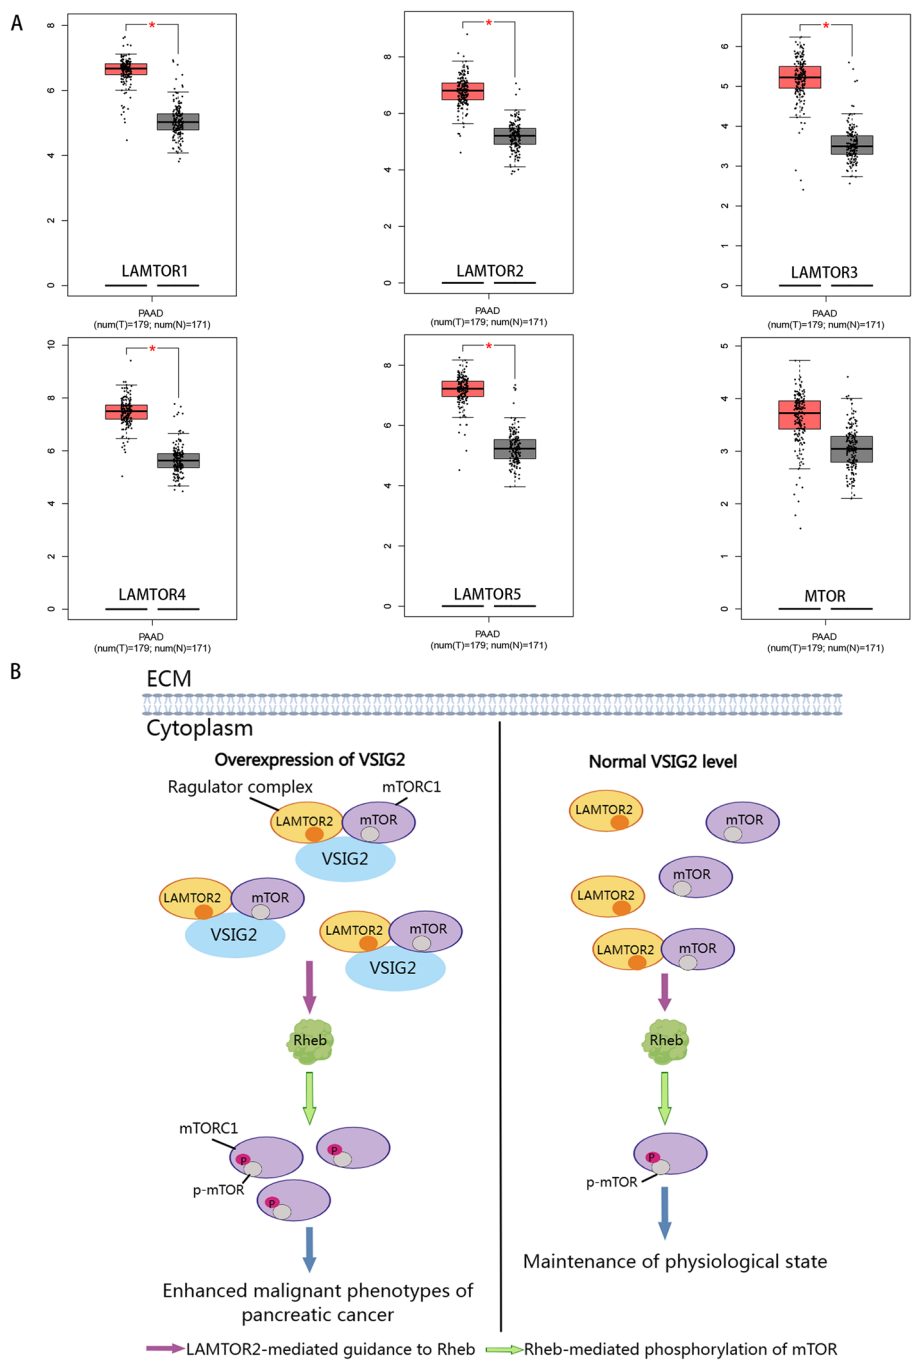 A
8
6
4
2
0
*
LAMTOR1
PAAD
(num(T)=179; num(N)=171)
8
6
4
2
0
*
LAMTOR2
PAAD
(num(T)=179; num(N)=171)
6
5
4
3
2
1
0
*
LAMTOR3
PAAD
(num(T)=179; num(N)=171)
10
8
6
4
2
0
*
LAMTOR4
PAAD
(num(T)=179; num(N)=171)
8
6
4
2
0
*
LAMTOR5
PAAD
(num(T)=179; num(N)=171)
5
4
3
2
1
0
MTOR
PAAD
(num(T)=179; num(N)=171)
B
ECM
Cytoplasm
Overexpression of VSIG2
Ragulator complex
mTORC1
LAMTOR2 mTOR
VSIG2
LAMTOR2 mTOR
VSIG2
LAMTOR2 mTOR
VSIG2
Rheb
mTORC1
P
P
p-mTOR
P
Enhanced malignant phenotypes of
pancreatic cancer
Normal VSIG2 level
LAMTOR2
mTOR
mTOR
LAMTOR2
LAMTOR2 mTOR
Rheb
P
p-mTOR
Maintenance of physiological state
LAMTOR2-mediated guidance to Rheb
Rheb-mediated phosphorylation of mTOR